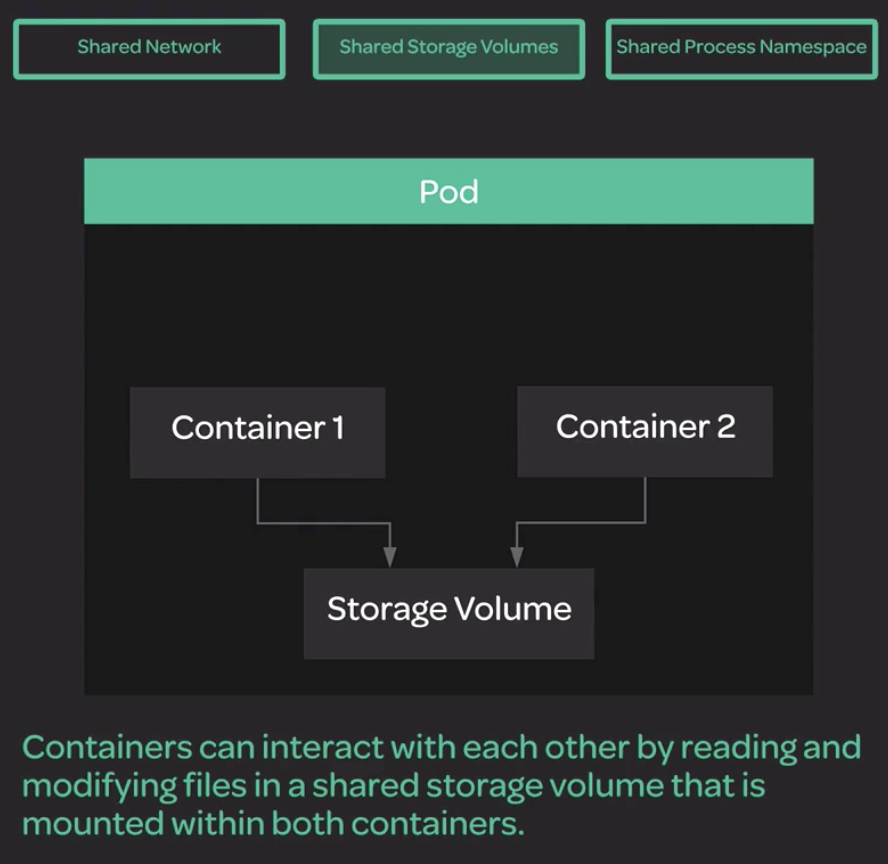 Shared Network
Shared Storage Volumes
Shared Process Namespace
Pod
Container 1
Container 2
Storage Volume
Containers can interact with each other by reading and
modifying files in a shared storage volume that is
mounted within both containers.